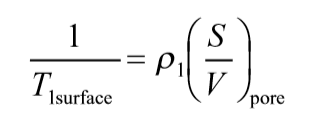 1/T₁surface = ρ₁(S/V)pore